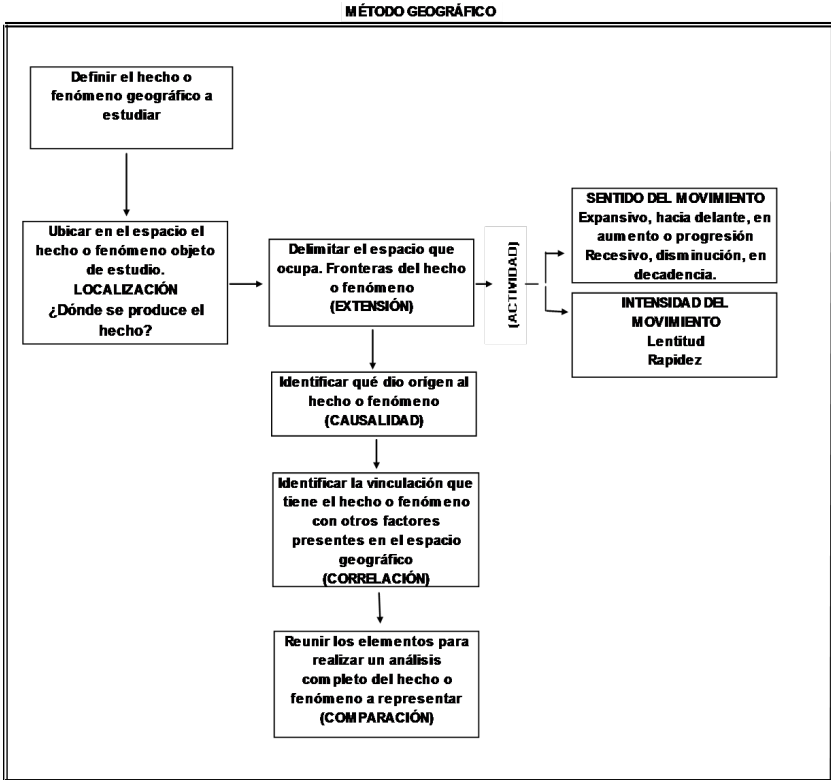 MÉTODO GEOGRÁFICO
Definir el hecho o
fenómeno geográfico a
estudiar
Ubicar en el espacio el
hecho o fenómeno objeto
de estudio.
LOCALIZACIÓN
¿Dónde se produce el
hecho?
Delimitar el espacio que
ocupa. Fronteras del hecho
o fenómeno
(EXTENSIÓN)
(ACTIVIDAD)
SENTIDO DEL MOVIMIENTO
Expansivo, hacia delante, en
aumento o progresión
Recesivo, disminución, en
decadencia.
INTENSIDAD DEL
MOVIMIENTO
Lentitud
Rapidez
Identificar qué dio orígen al
hecho o fenómeno
(CAUSALIDAD)
Identificar la vinculación que
tiene el hecho o fenómeno
con otros factores
presentes en el espacio
geográfico
(CORRELACIÓN)
Reunir los elementos para
realizar un análisis
completo del hecho o
fenómeno a representar
(COMPARACIÓN)